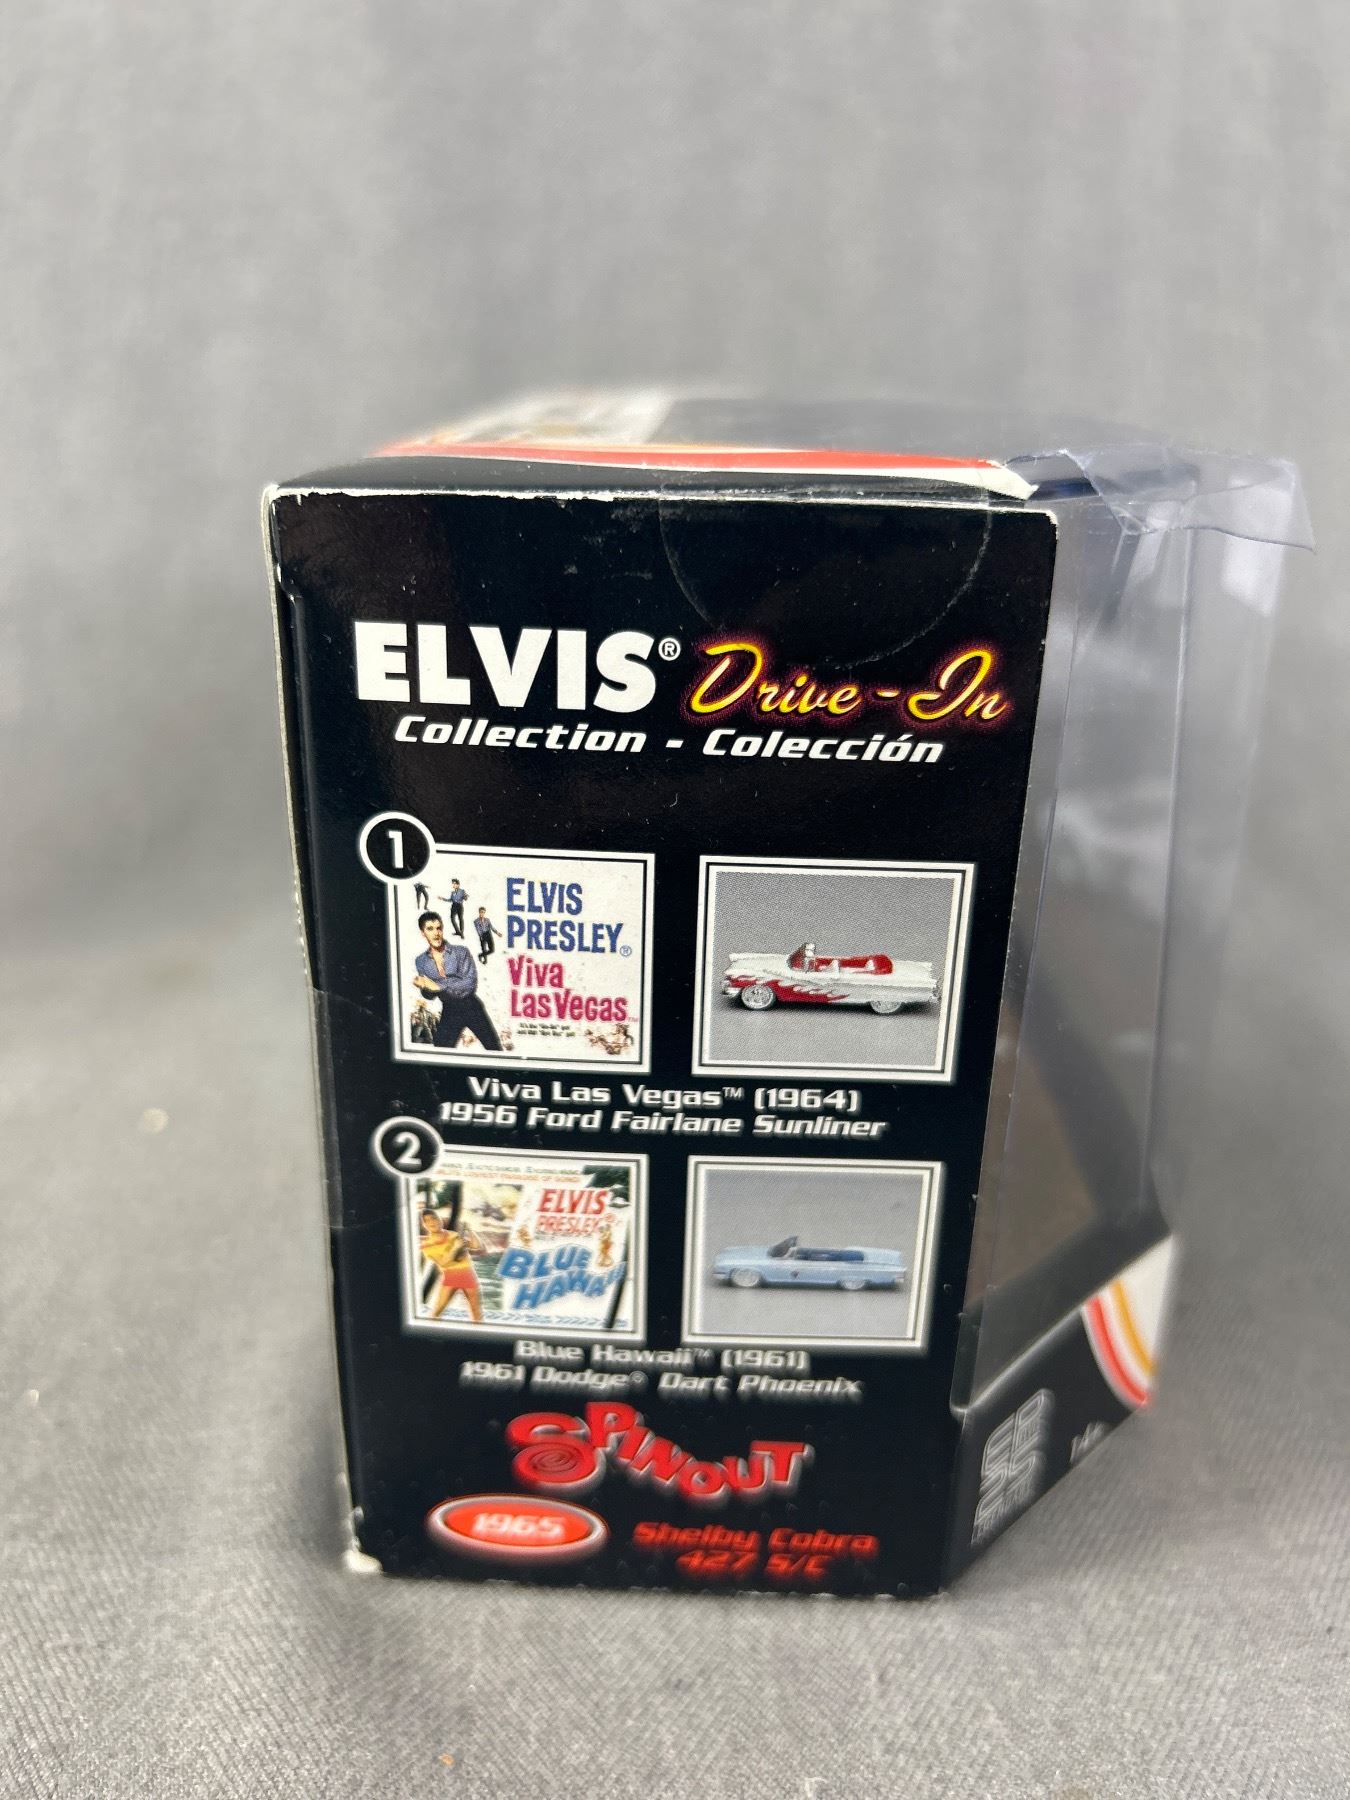 ELVIS® Drive-In
Collection - Colección
1
ELVIS
PRESLEY®
Viva
Las Vegas™
Viva Las Vegas™ (1964)
1956 Ford Fairlane Sunliner
2
ELVIS
PRESLEY®
BLUE
HAWAII
Blue Hawaii™ (1961)
1961 Dodge® Dart Phoenix
SPINOUT
1965
Shelby Cobra
427 S/C